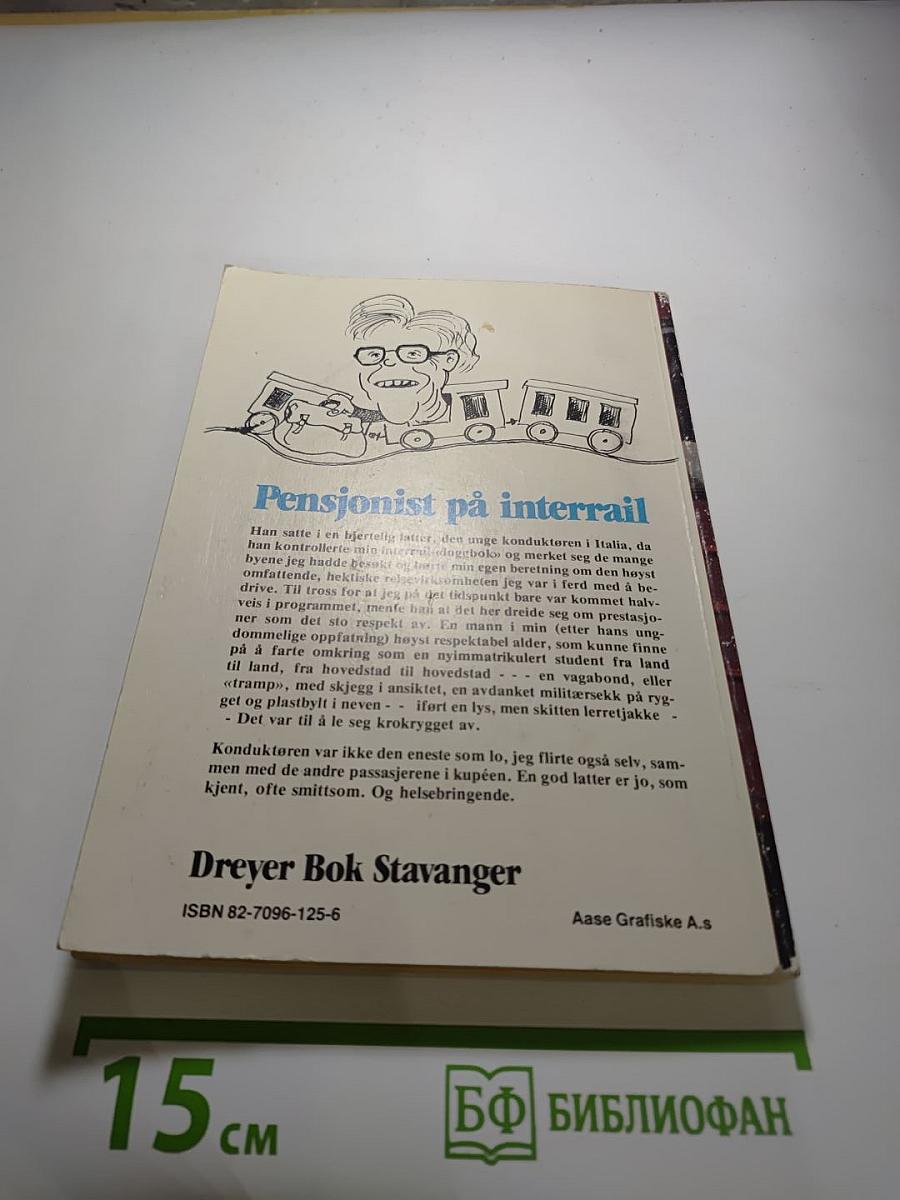 Pensjonist på interrail
Han satte i en hjertelig latter, den unge konduktøren i Italia, da
han kontrollerte min interrail-«loggbok» og merket seg de mange
byene jeg hadde besøkt og hørte min egen beretning om den høyst
omfattende, hektiske reisevirksomheten jeg var i ferd med å be-
drive. Til tross for at jeg på det tidspunkt bare var kommet halv-
veis i programmet, mente han at det her dreide seg om prestasjo-
ner som det sto respekt av. En mann i min (etter hans ung-
dommelige oppfatning) høyst respektabel alder, som kunne finne
på å farte omkring som en nyimmatrikulert student fra land
til land, fra hovedstad til hovedstad - - - en vagabond, eller
«tramp», med skjegg i ansiktet, en avdanket militærsekk på ryg-
get og plastbylt i neven - - iført en lys, men skitten lerretjakke -
- Det var til å le seg krokrygget av.
Konduktøren var ikke den eneste som lo, jeg flirte også selv, sam-
men med de andre passasjerene i kupéen. En god latter er jo, som
kjent, ofte smittsom. Og helsebringende.
Dreyer Bok Stavanger
ISBN 82-7096-125-6
Aase Grafiske A.s
15 см
БФ БИБЛИОФАН